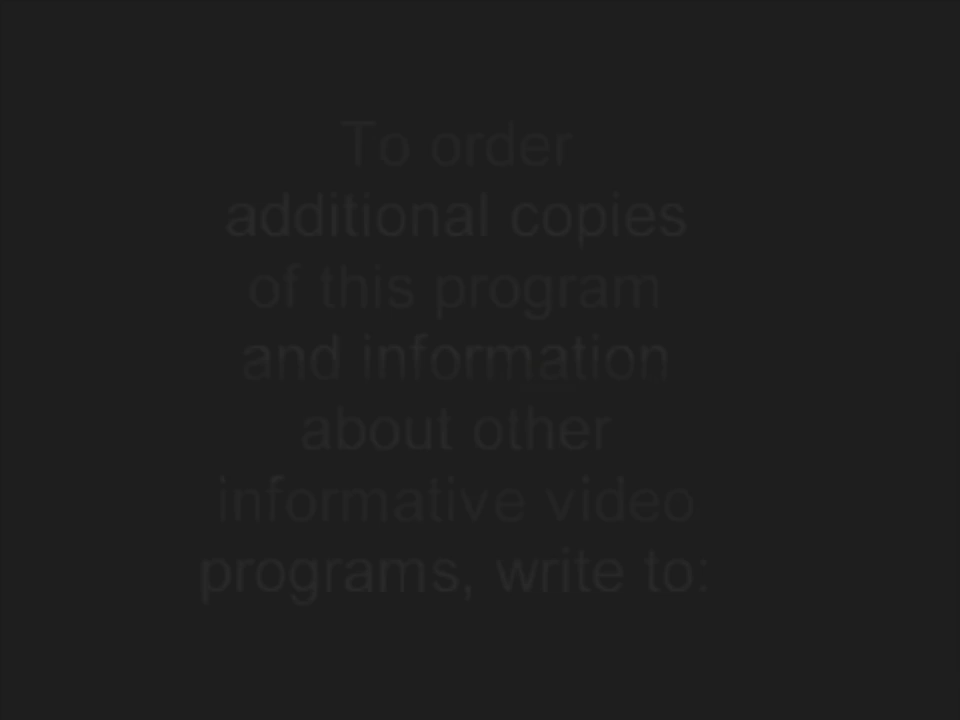 To order
additional copies
of this program
and information
about other
informative video
programs, write to: